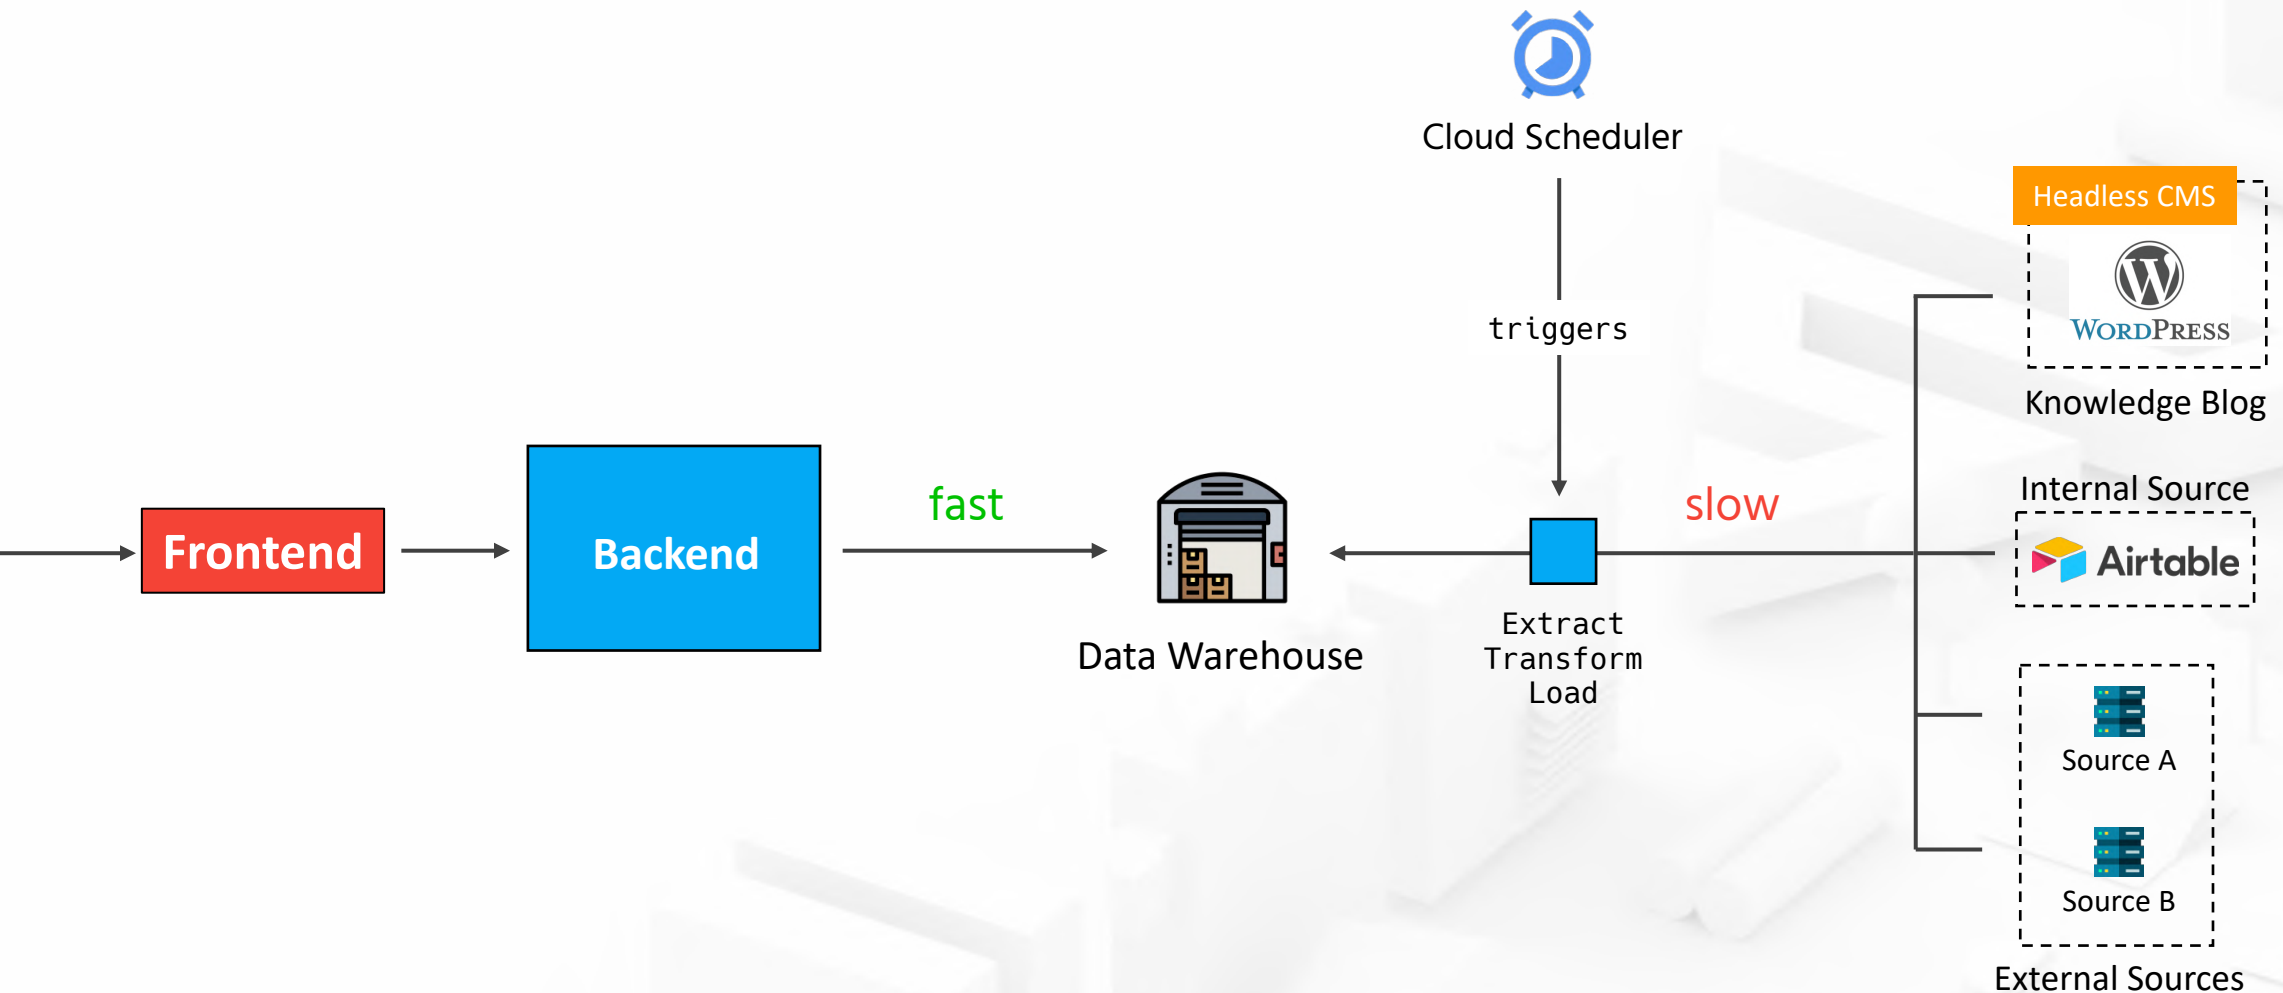 Cloud Scheduler
triggers
Headless CMS
W
WORDPRESS
Knowledge Blog
Internal Source
Airtable
Frontend
Backend
fast
Data Warehouse
slow
Extract
Transform
Load
Source A
Source B
External Sources